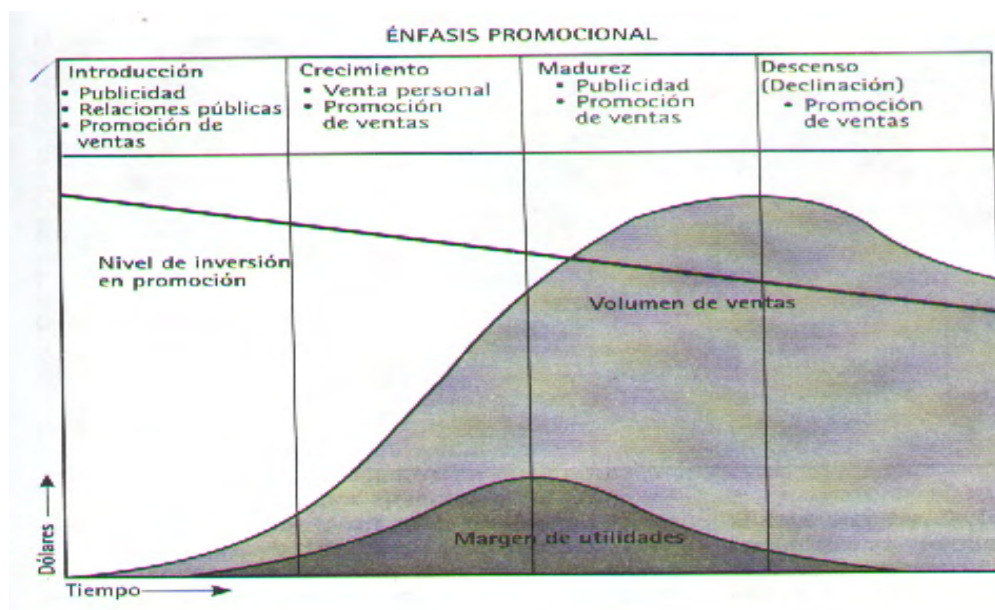 ÉNFASIS PROMOCIONAL
Introducción
• Publicidad
• Relaciones públicas
• Promoción de
ventas
Crecimiento
• Venta personal
• Promoción
de ventas
Madurez
• Publicidad
• Promoción
de ventas
Descenso
(Declinación)
• Promoción
de ventas
Nivel de inversión
en promoción
Volumen de ventas
Margen de utilidades
Dólares
Tiempo